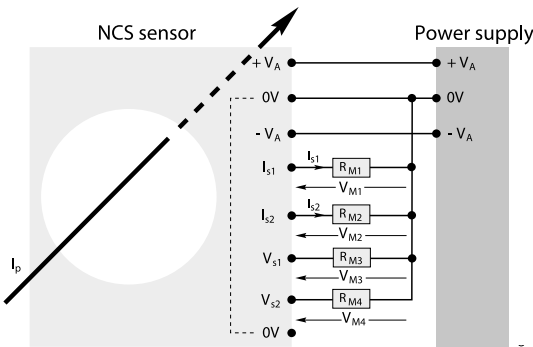 NCS sensor
Power supply
+ VA
+ VA
0V
0V
- VA
- VA
Is1
Is1
RM1
VM1
Is2
Is2
RM2
VM2
Vs1
RM3
VM3
Vs2
RM4
VM4
0V
Ip